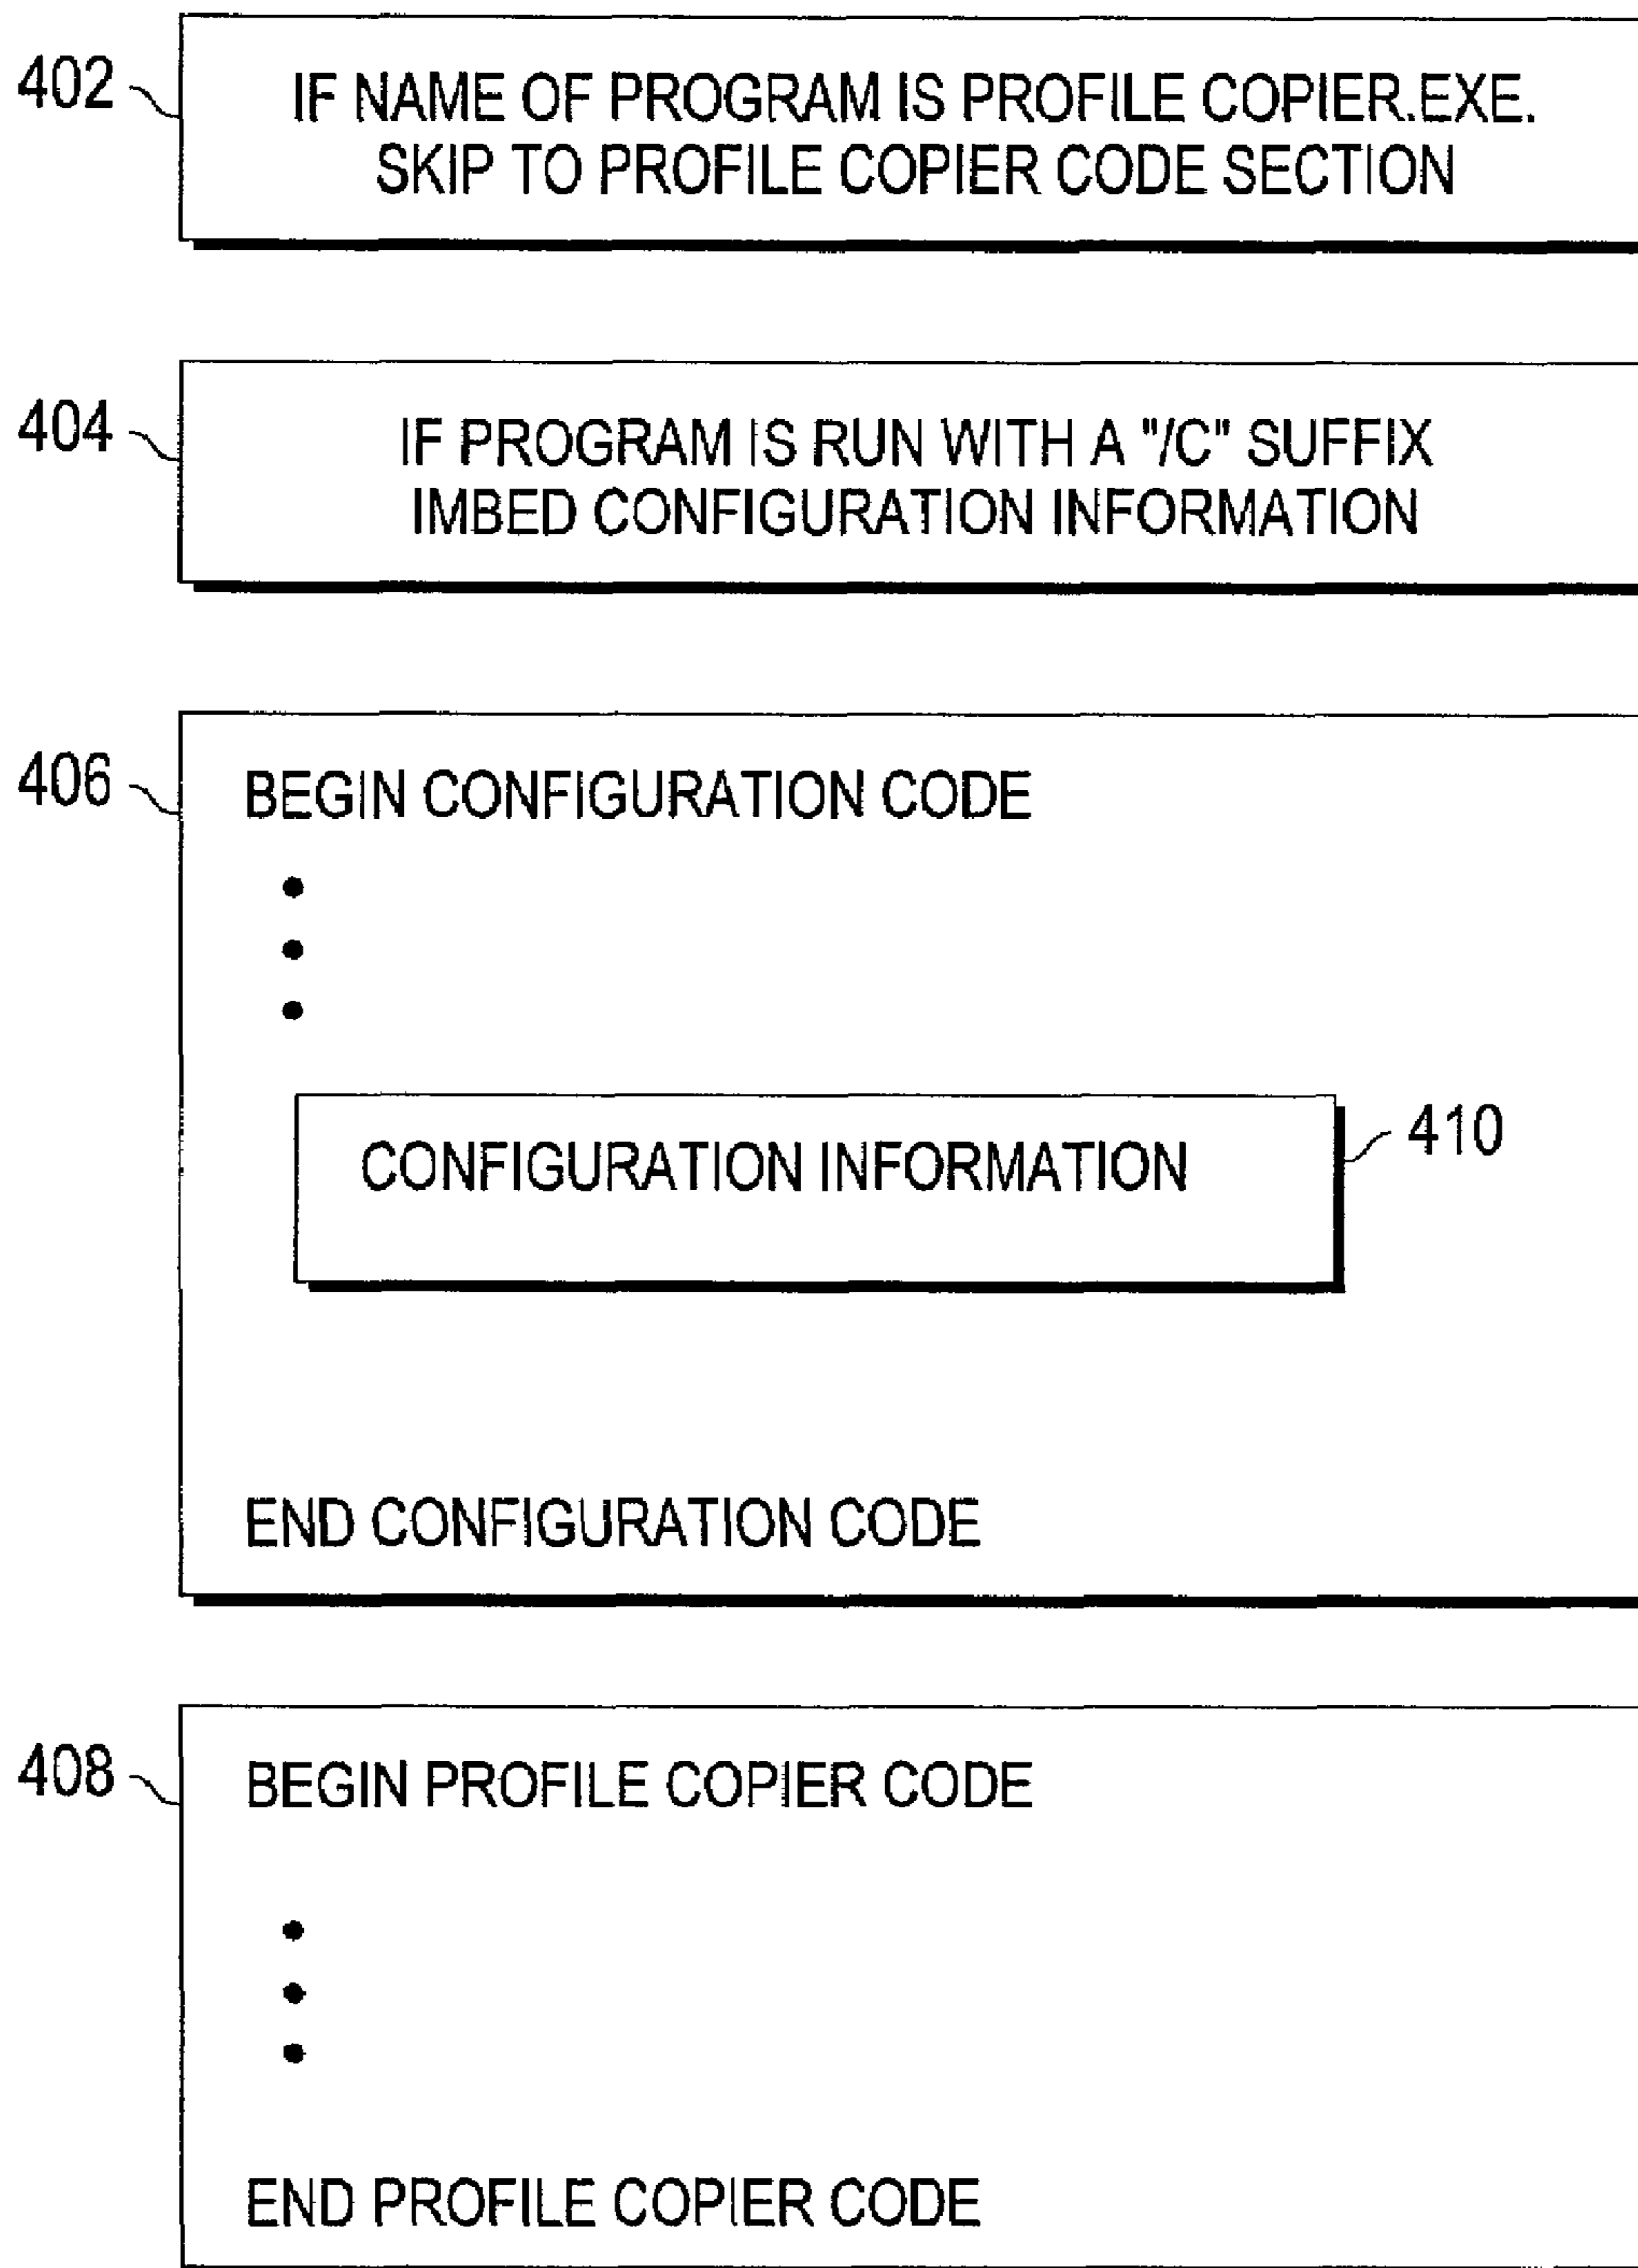 402
IF NAME OF PROGRAM IS PROFILE COPIER.EXE.
SKIP TO PROFILE COPIER CODE SECTION
404
IF PROGRAM IS RUN WITH A "/C" SUFFIX
IMBED CONFIGURATION INFORMATION
406
BEGIN CONFIGURATION CODE
410
CONFIGURATION INFORMATION
END CONFIGURATION CODE
408
BEGIN PROFILE COPIER CODE
END PROFILE COPIER CODE